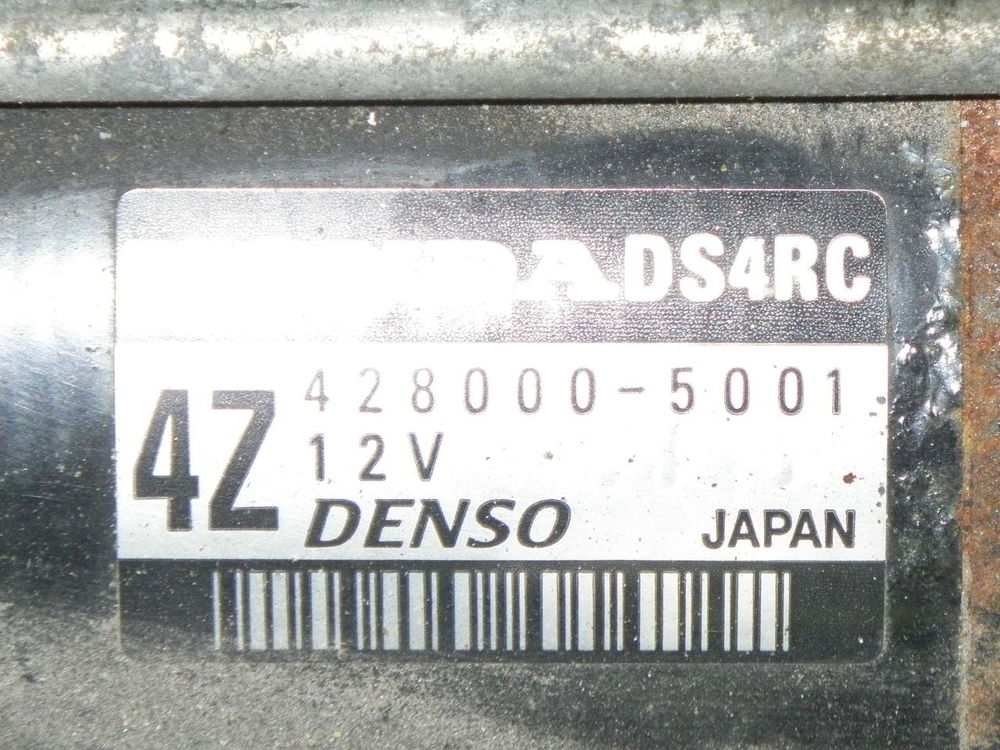 DS4RC
4Z
428000-5001
12V
DENSO JAPAN